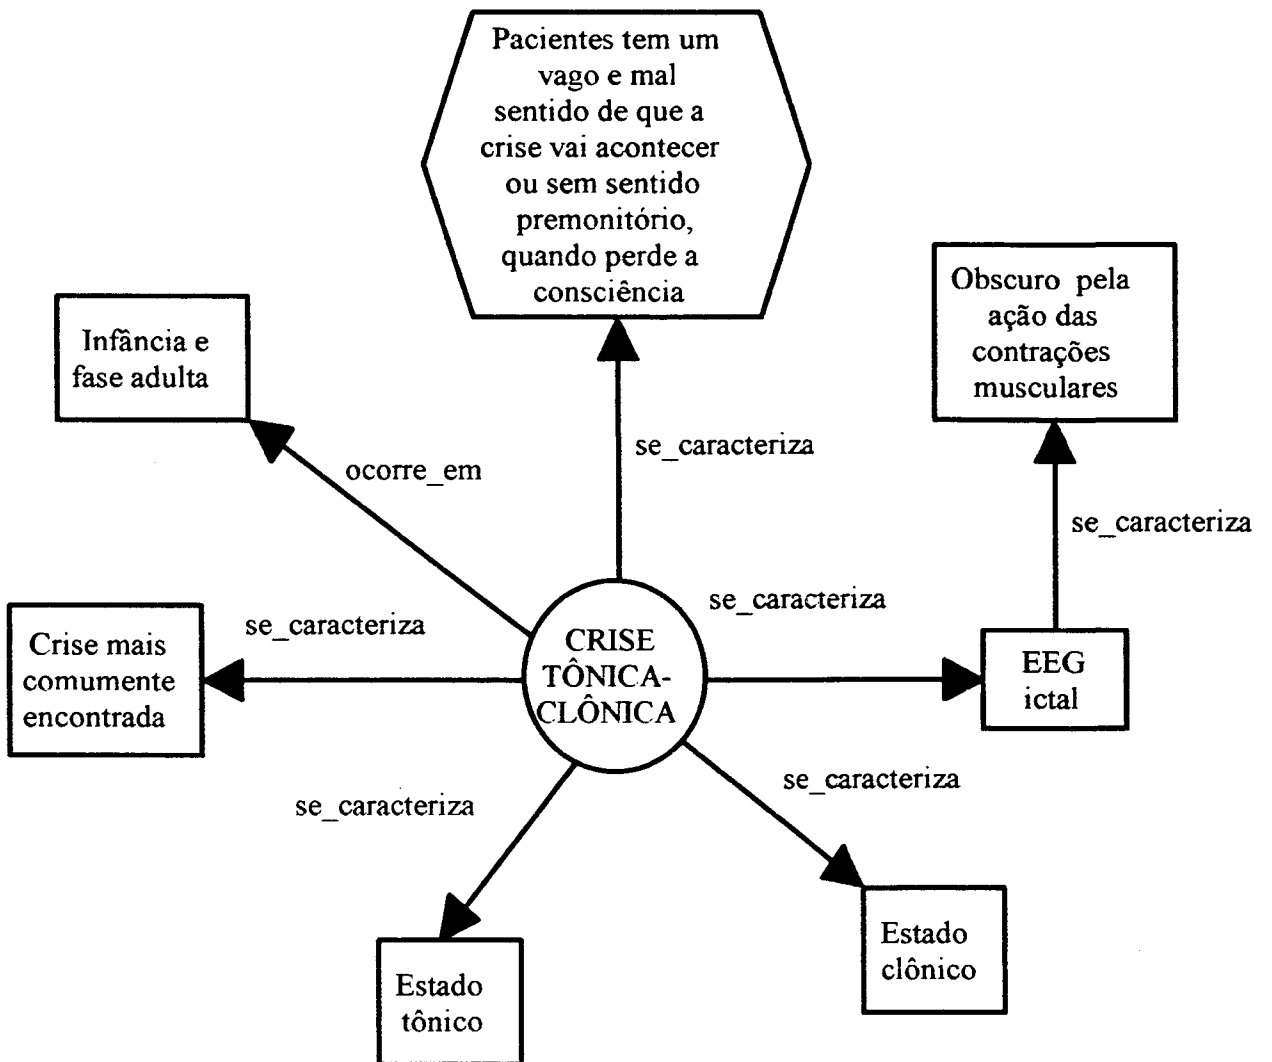 Pacientes tem um
vago e mal
sentido de que a
crise vai acontecer
ou sem sentido
premonitório,
quando perde a
consciência
Obscuro pela
ação das
contrações
musculares
Infância e
fase adulta
se_caracteriza
ocorre_em
se_caracteriza
se_caracteriza
se_caracteriza
Crise mais
comumente
encontrada
CRISE
TÔNICA-
CLÔNICA
EEG
ictal
se_caracteriza
se_caracteriza
Estado
clônico
Estado
tônico